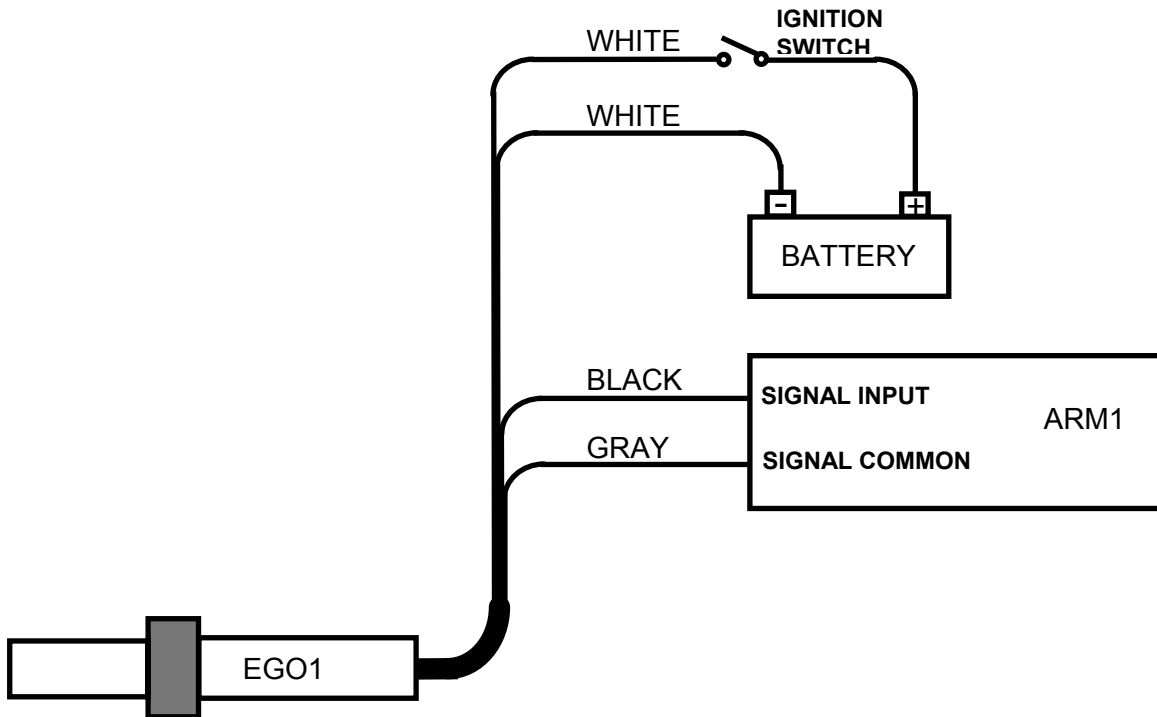 IGNITION
SWITCH
WHITE
WHITE
- +
BATTERY
BLACK
SIGNAL INPUT
ARM1
GRAY
SIGNAL COMMON
EGO1